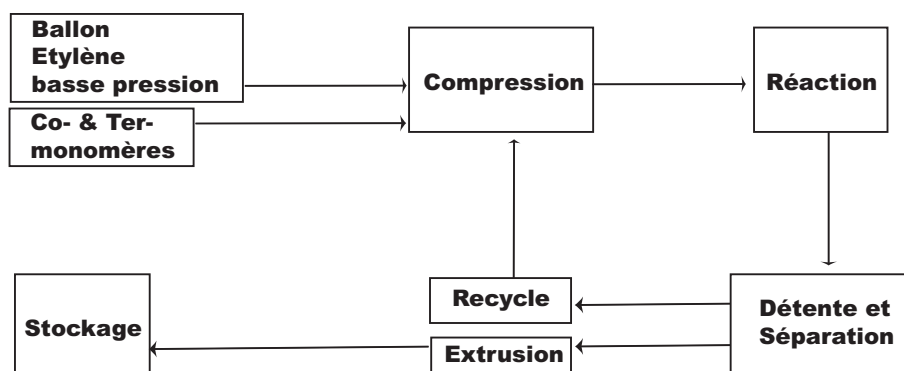 Ballon
Etylène
basse pression
Compression
Réaction
Co- & Ter-
monomères
Recycle
Détente et
Séparation
Stockage
Extrusion